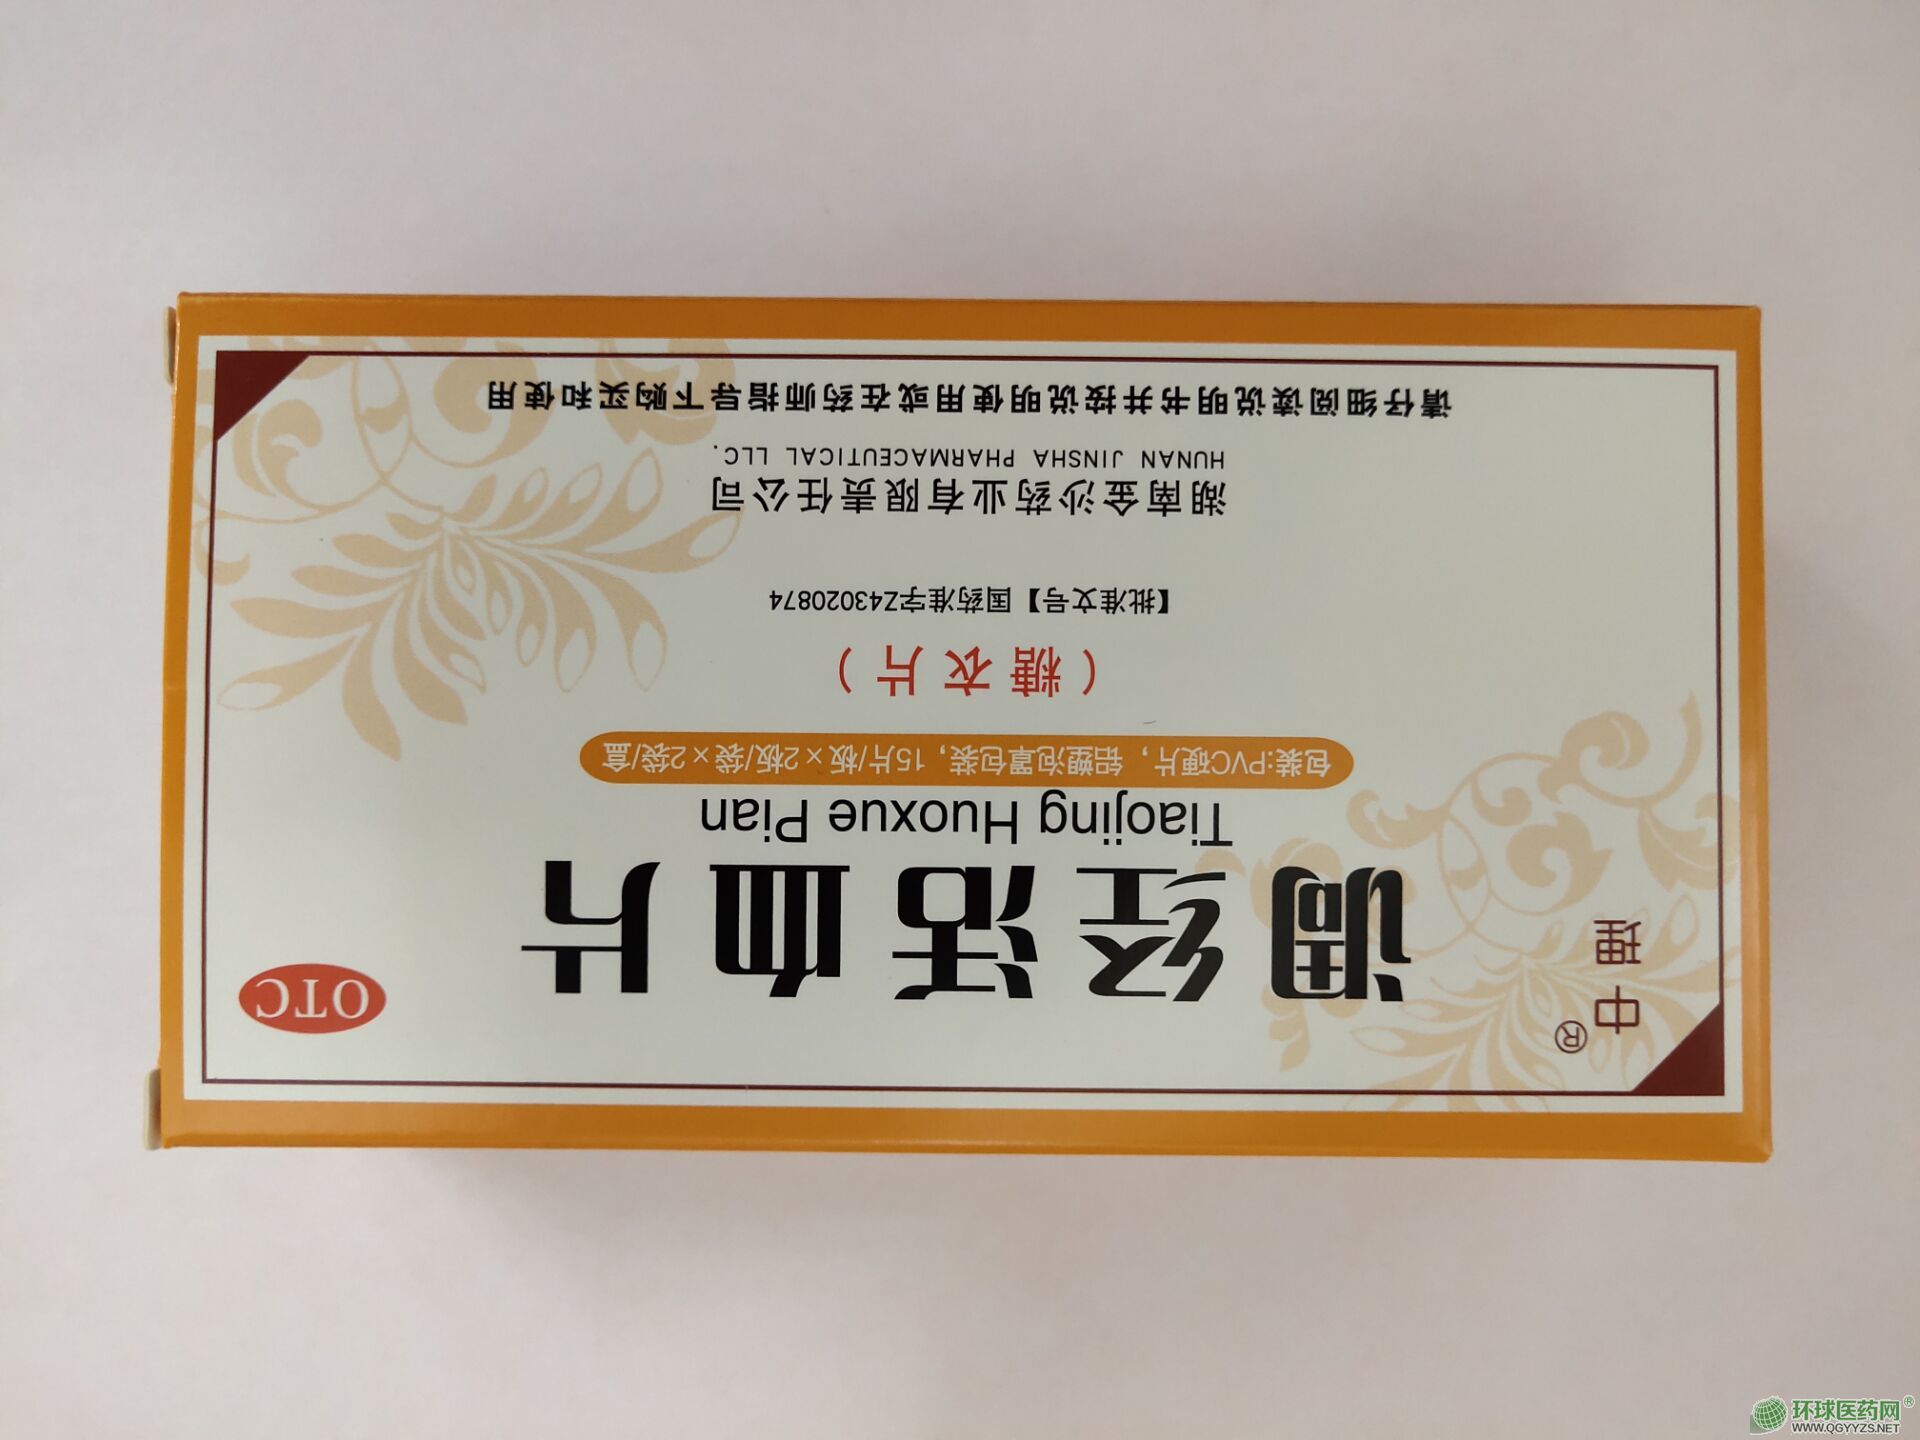 中理®
调经活血片
OTC
Tiaojing Huoxue Pian
包装:PVC硬片，铝塑泡罩包装，15片/板×2板/袋×2袋/盒
(糖衣片)
【批准文号】国药准字Z43020874
湖南金沙药业有限责任公司
HUNAN JINSHA PHARMACEUTICAL LLC.
请仔细阅读说明书并按说明使用或在药师指导下购买和使用
环球医药网®
WWW.QGYYZS.NET